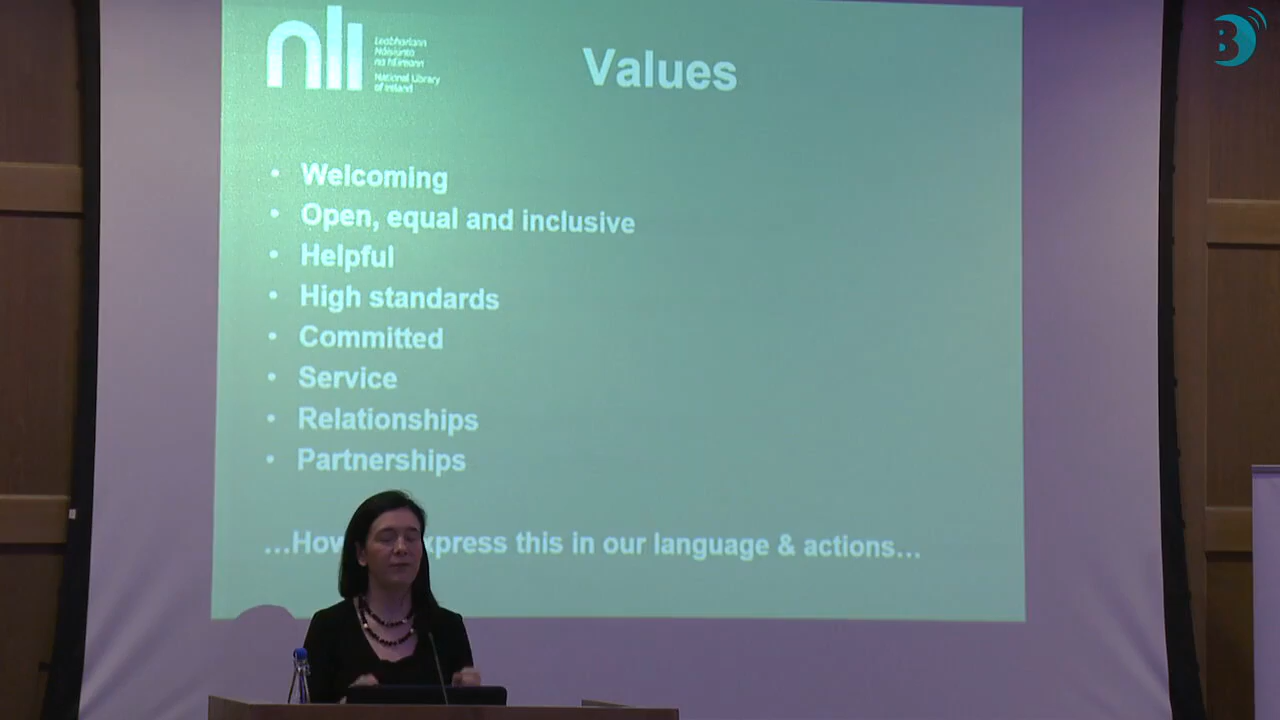 nli
Leabharlann
Náisiúnta
na hÉireann
National Library
of Ireland
Values
• Welcoming
• Open, equal and inclusive
• Helpful
• High standards
• Committed
• Service
• Relationships
• Partnerships
…How xpress this in our language & actions…
B